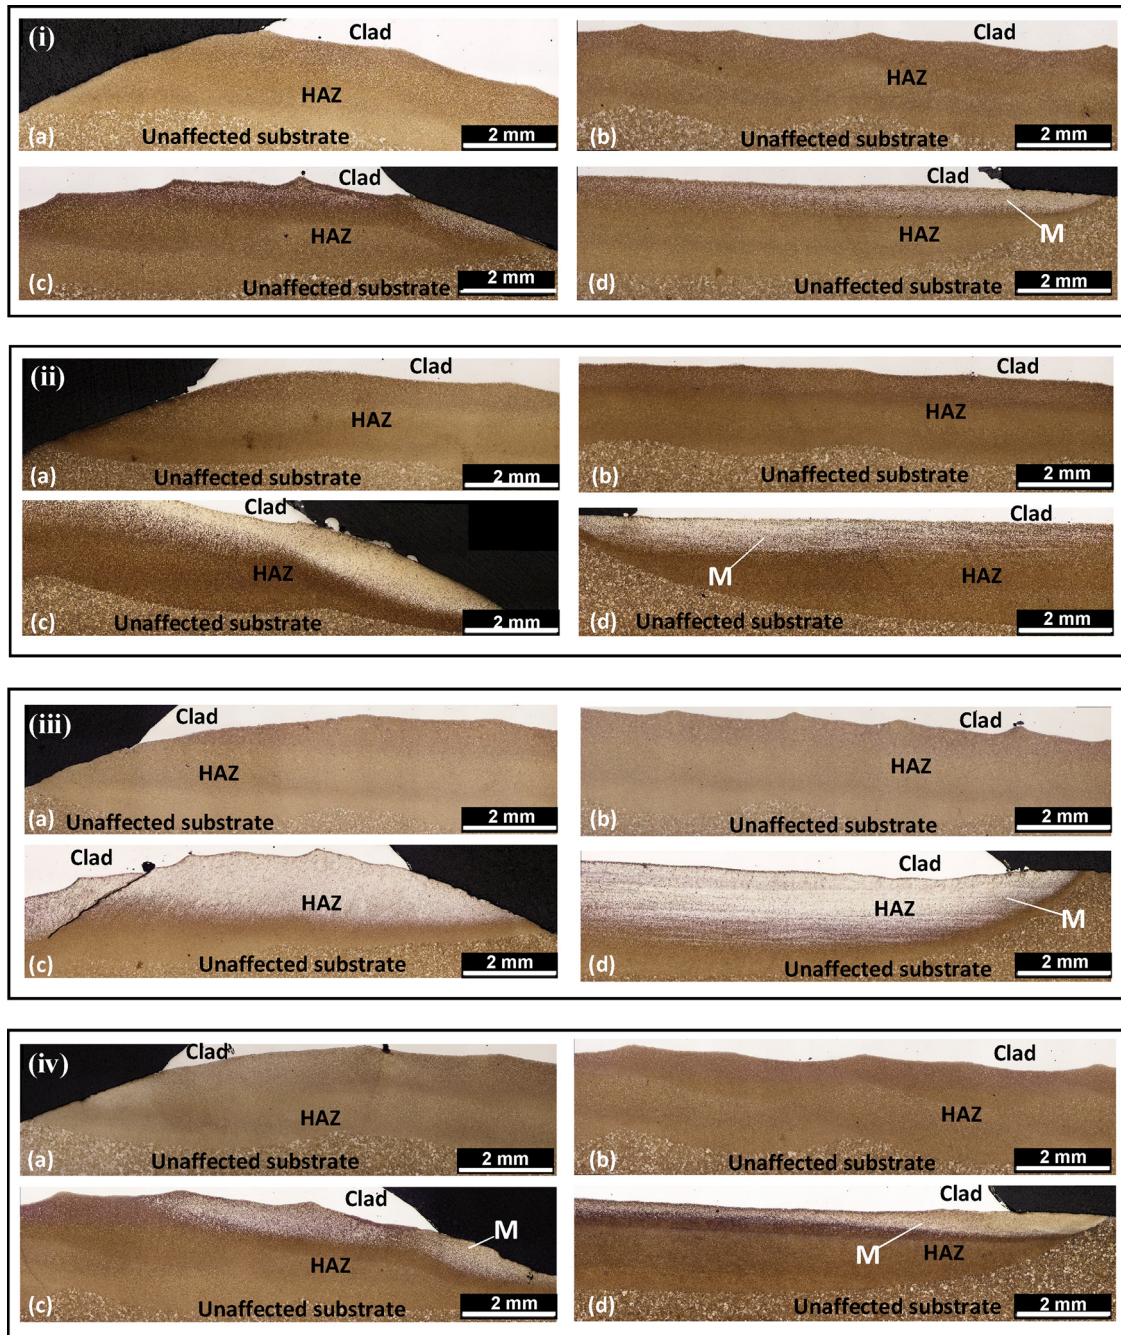 (i)
Clad
HAZ
Unaffected substrate
(a)
2 mm
Clad
HAZ
Unaffected substrate
(b)
2 mm
Clad
HAZ
Unaffected substrate
(c)
2 mm
Clad
M
HAZ
Unaffected substrate
(d)
2 mm
(ii)
Clad
HAZ
Unaffected substrate
(a)
2 mm
Clad
HAZ
Unaffected substrate
(b)
2 mm
Clad
HAZ
Unaffected substrate
(c)
2 mm
Clad
M
HAZ
Unaffected substrate
(d)
2 mm
(iii)
Clad
HAZ
Unaffected substrate
(a)
2 mm
Clad
HAZ
Unaffected substrate
(b)
2 mm
Clad
HAZ
Unaffected substrate
(c)
2 mm
Clad
HAZ
M
Unaffected substrate
(d)
2 mm
(iv)
Clad
HAZ
Unaffected substrate
(a)
2 mm
Clad
HAZ
Unaffected substrate
(b)
2 mm
Clad
M
HAZ
Unaffected substrate
(c)
2 mm
Clad
M
HAZ
Unaffected substrate
(d)
2 mm